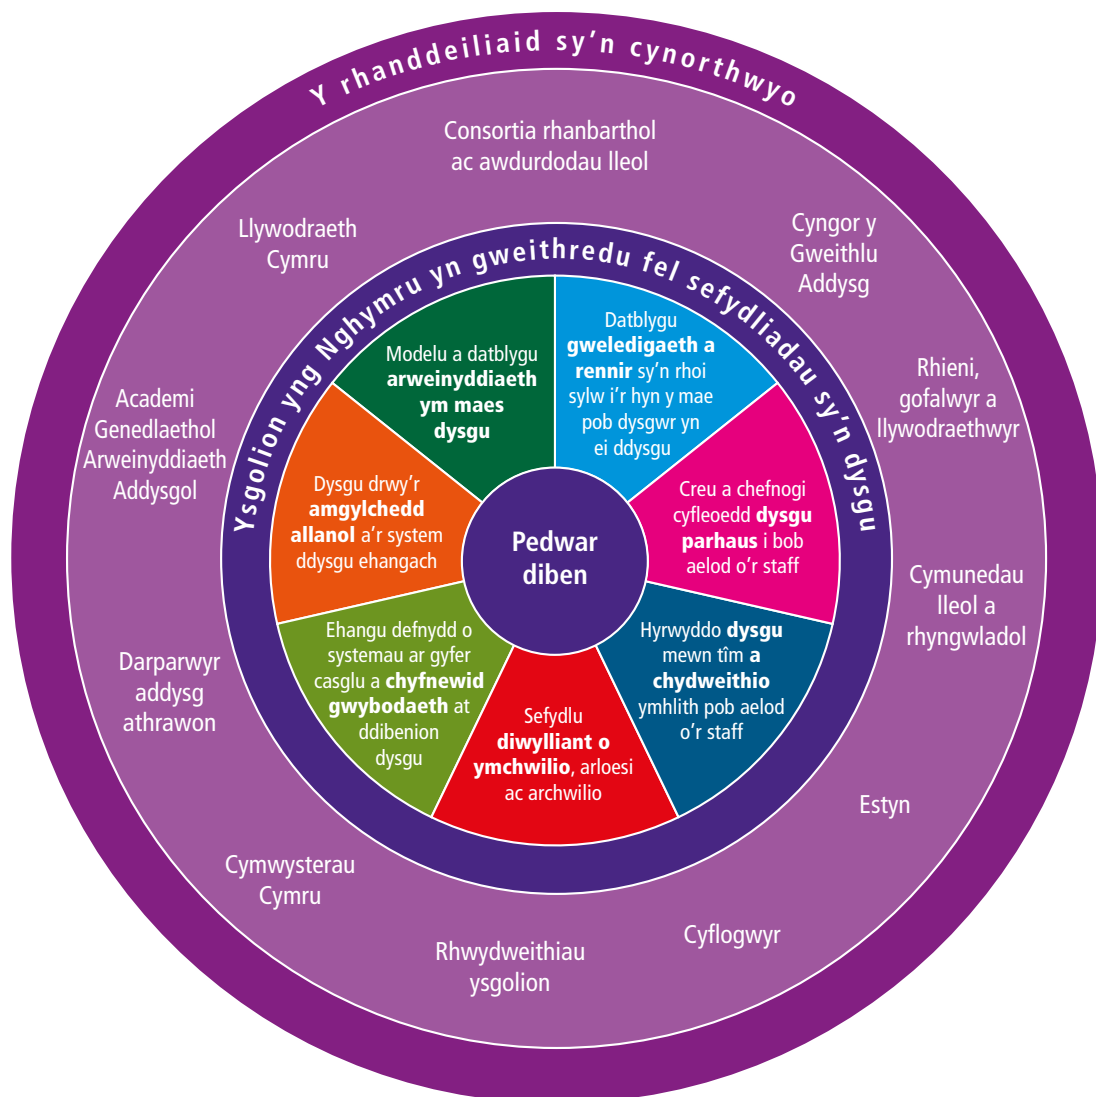 Y rhanddeiliaid sy’n cynorthwyo
Consortia rhanbarthol
ac awdurdodau lleol
Cyngor y
Gweithlu
Addysg
Rhieni,
gofalwyr a
llywodraethwyr
Cymunedau
lleol a
rhyngwladol
Estyn
Cyflogwyr
Rhwydweithiau
ysgolion
Cymwysterau
Cymru
Darparwyr
addysg
athrawon
Academi
Genedlaethol
Arweinyddiaeth
Addysgol
Llywodraeth
Cymru
Ysgolion yng Nghymru yn gweithredu fel sefydliadau sy’n dysgu
Datblygu
gweledigaeth a
rennir sy’n rhoi
sylw i’r hyn y mae
pob dysgwr yn
ei ddysgu
Creu a chefnogi
cyfleoedd dysgu
parhaus i bob
aelod o’r staff
Hyrwyddo dysgu
mewn tîm a
chydweithio
ymhlith pob aelod
o’r staff
Sefydlu
diwylliant o
ymchwilio, arloesi
ac archwilio
Ehangu defnydd o
systemau ar gyfer
casglu a chyfnewid
gwybodaeth at
ddibenion
dysgu
Dysgu drwy’r
amgylchedd
allanol a’r system
ddysgu ehangach
Modelu a datblygu
arweinyddiaeth
ym maes
dysgu
Pedwar
diben